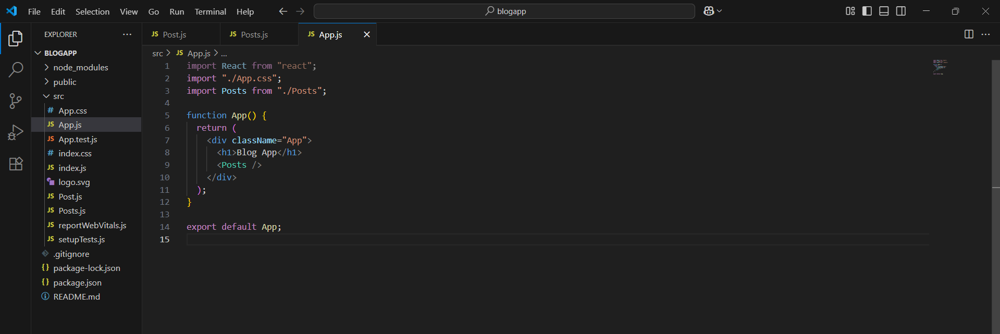 File Edit Selection View Go Run Terminal Help
blogapp
EXPLORER
BLOGAPP
node_modules
public
src
App.css
App.js
App.test.js
index.css
index.js
logo.svg
Post.js
Posts.js
reportWebVitals.js
setupTests.js
.gitignore
package-lock.json
package.json
README.md
JS Post.js
JS Posts.js
JS App.js
src > JS App.js > ...
1 import React from "react";
2 import "./App.css";
3 import Posts from "./Posts";
4
5 function App() {
6 return (
7 <div className="App">
8 <h1>Blog App</h1>
9 <Posts />
10 </div>
11 );
12 }
13
14 export default App;
15